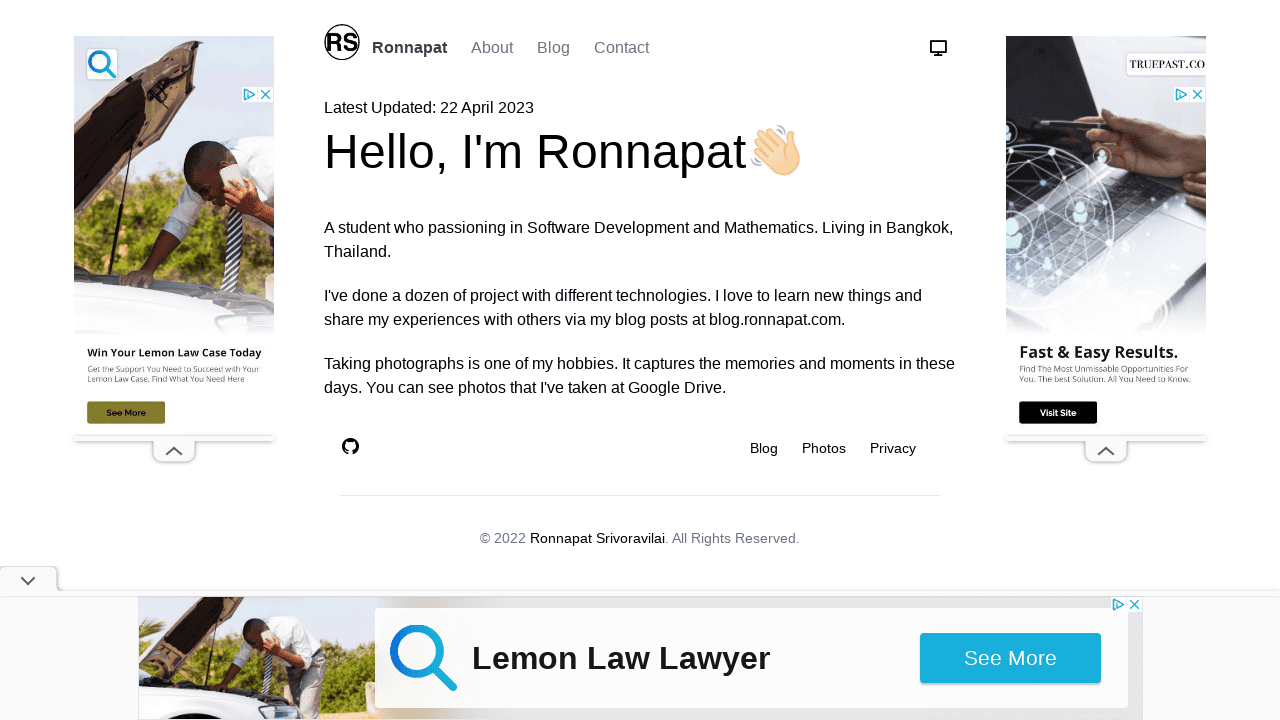 RS
Ronnapat
About
Blog
Contact
Latest Updated: 22 April 2023
Hello, I'm Ronnapat
A student who passioning in Software Development and Mathematics. Living in Bangkok,
Thailand.
I've done a dozen of project with different technologies. I love to learn new things and
share my experiences with others via my blog posts at blog.ronnapat.com.
Taking photographs is one of my hobbies. It captures the memories and moments in these
days. You can see photos that I've taken at Google Drive.
Blog
Photos
Privacy
© 2022 Ronnapat Srivoravilai. All Rights Reserved.
Win Your Lemon Law Case Today
Get the Support You Need to Succeed with Your
Lemon Law Case. Find What You Need Here
See More
TRUEPAST.CO
Fast & Easy Results.
Find The Most Unmissable Opportunities For
You. The best Solution. All You Need to Know.
Visit Site
Lemon Law Lawyer
See More